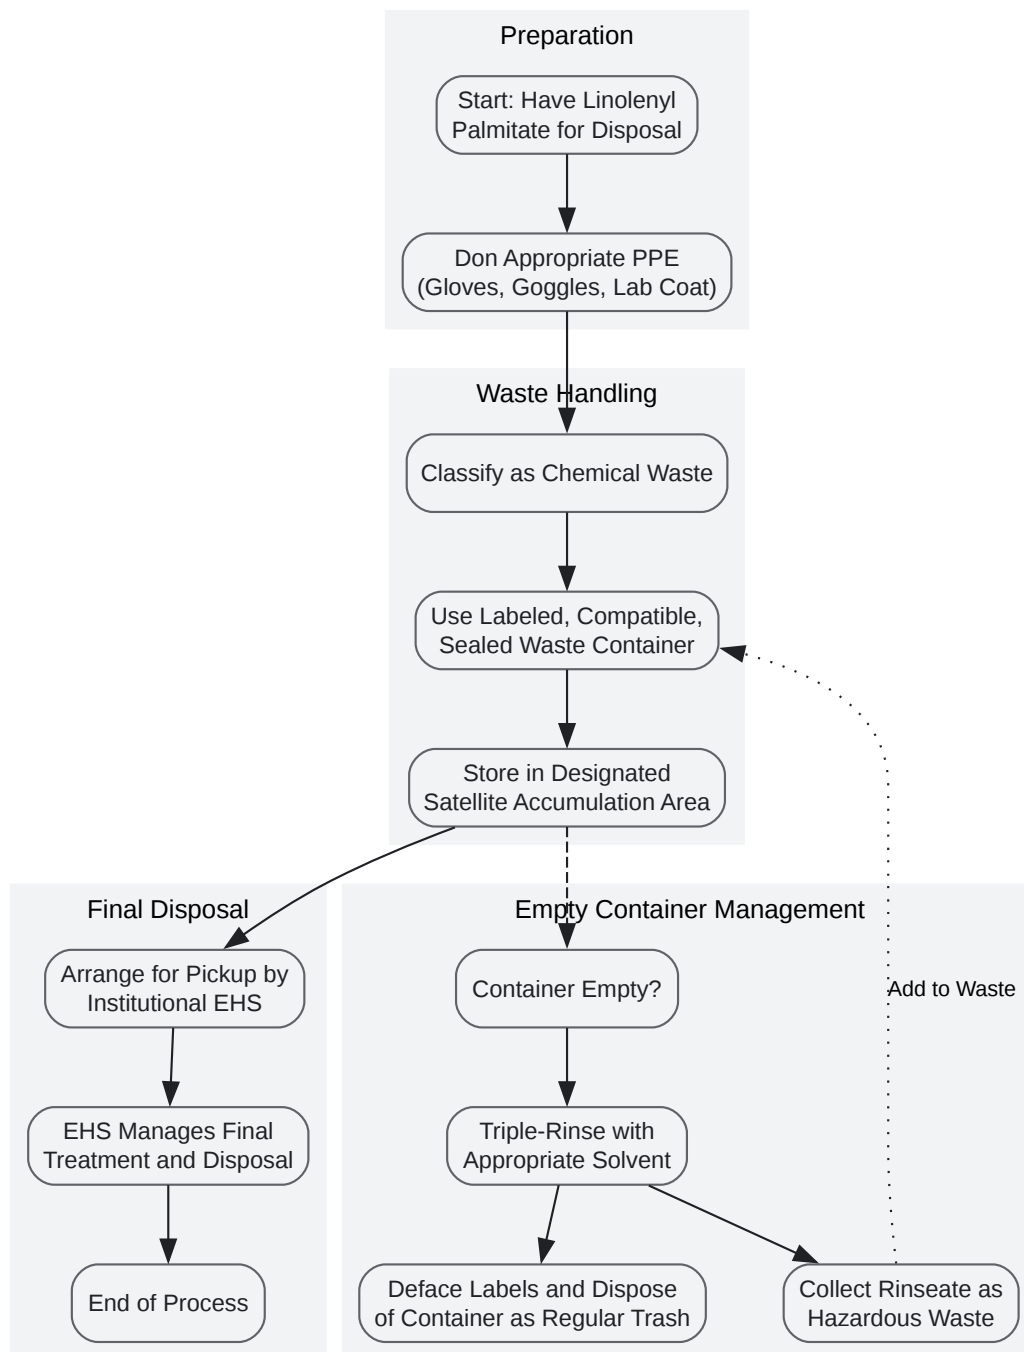 Preparation
Start: Have Linolenyl
Palmitate for Disposal
Don Appropriate PPE
(Gloves, Goggles, Lab Coat)
Waste Handling
Classify as Chemical Waste
Use Labeled, Compatible,
Sealed Waste Container
Store in Designated
Satellite Accumulation Area
Final Disposal
Arrange for Pickup by
Institutional EHS
EHS Manages Final
Treatment and Disposal
End of Process
Empty Container Management
Container Empty?
Add to Waste
Triple-Rinse with
Appropriate Solvent
Deface Labels and Dispose
of Container as Regular Trash
Collect Rinseate as
Hazardous Waste